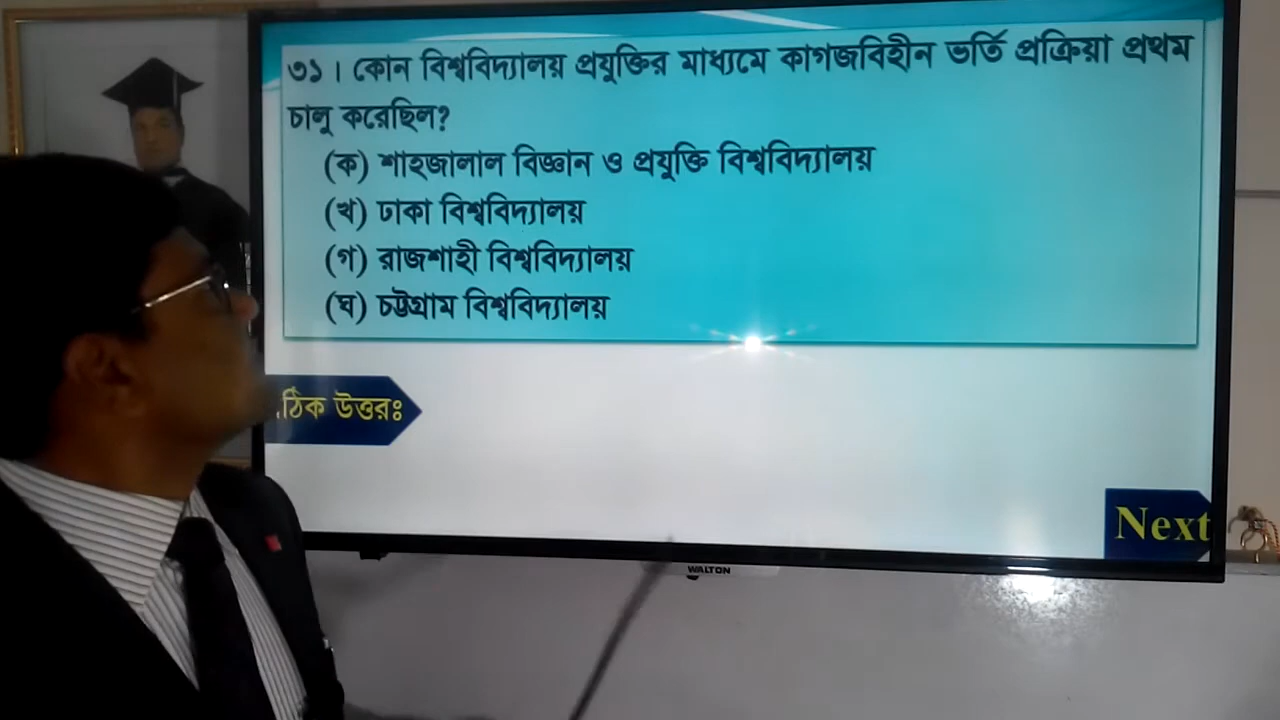 ৩১। কোন বিশ্ববিদ্যালয় প্রযুক্তির মাধ্যমে কাগজবিহীন ভর্তি প্রক্রিয়া প্রথম
চালু করেছিল?
(ক) শাহজালাল বিজ্ঞান ও প্রযুক্তি বিশ্ববিদ্যালয়
(খ) ঢাকা বিশ্ববিদ্যালয়
(গ) রাজশাহী বিশ্ববিদ্যালয়
(ঘ) চট্টগ্রাম বিশ্ববিদ্যালয়
ঠিক উত্তরঃ
Next
WALTON